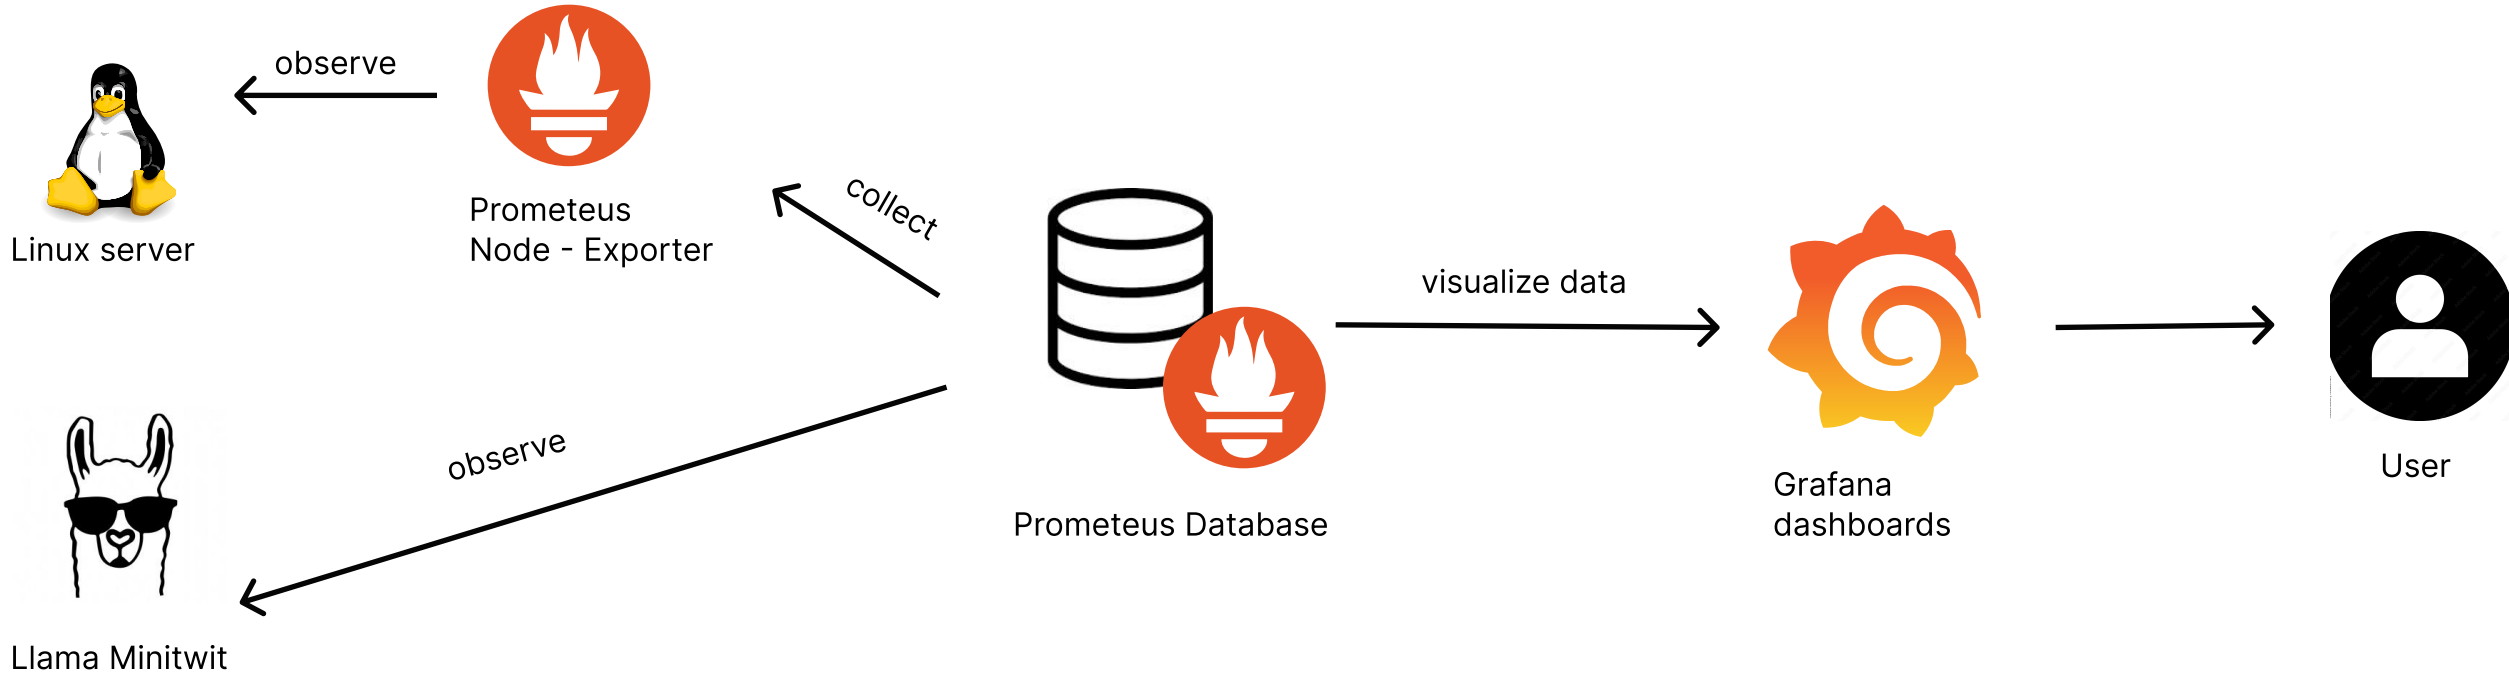 observe
Linux server
Prometeus
Node - Exporter
collect
observe
Llama Minitwit
Prometeus Database
visualize data
Grafana
dashboards
User